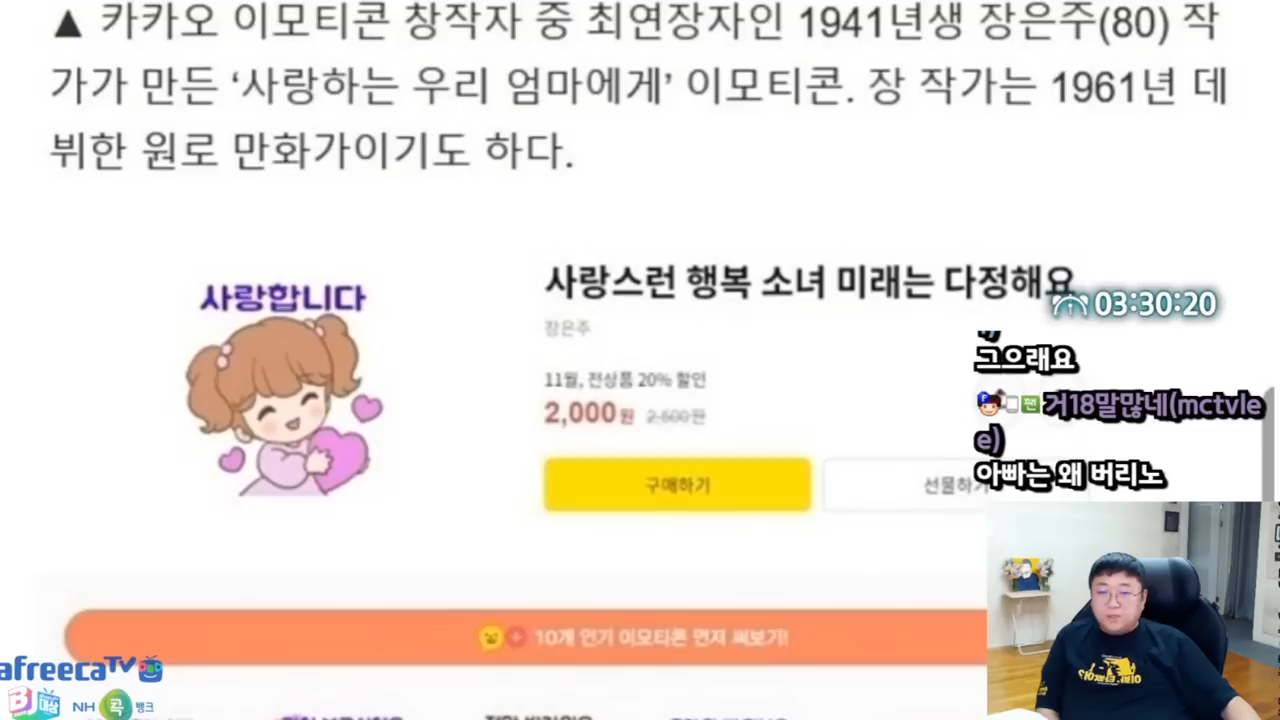 ▲ 카카오 이모티콘 창작자 중 최연장자인 1941년생 장은주(80) 작
가가 만든 ‘사랑하는 우리 엄마에게’ 이모티콘. 장 작가는 1961년 데
뷔한 원로 만화가이기도 하다.
사랑합니다
사랑스런 행복 소녀 미래는 다정해요
장은주
11월, 전상품 20% 할인
2,000원 2,500원
구매하기
선물하기
03:30:20
그으래요
팬 거18말많네(mctvle
e)
아빠는 왜 버리노
10개 인기 이모티콘 먼저 써보기!
afreecaTV
B 대상 NH 콕 뱅크